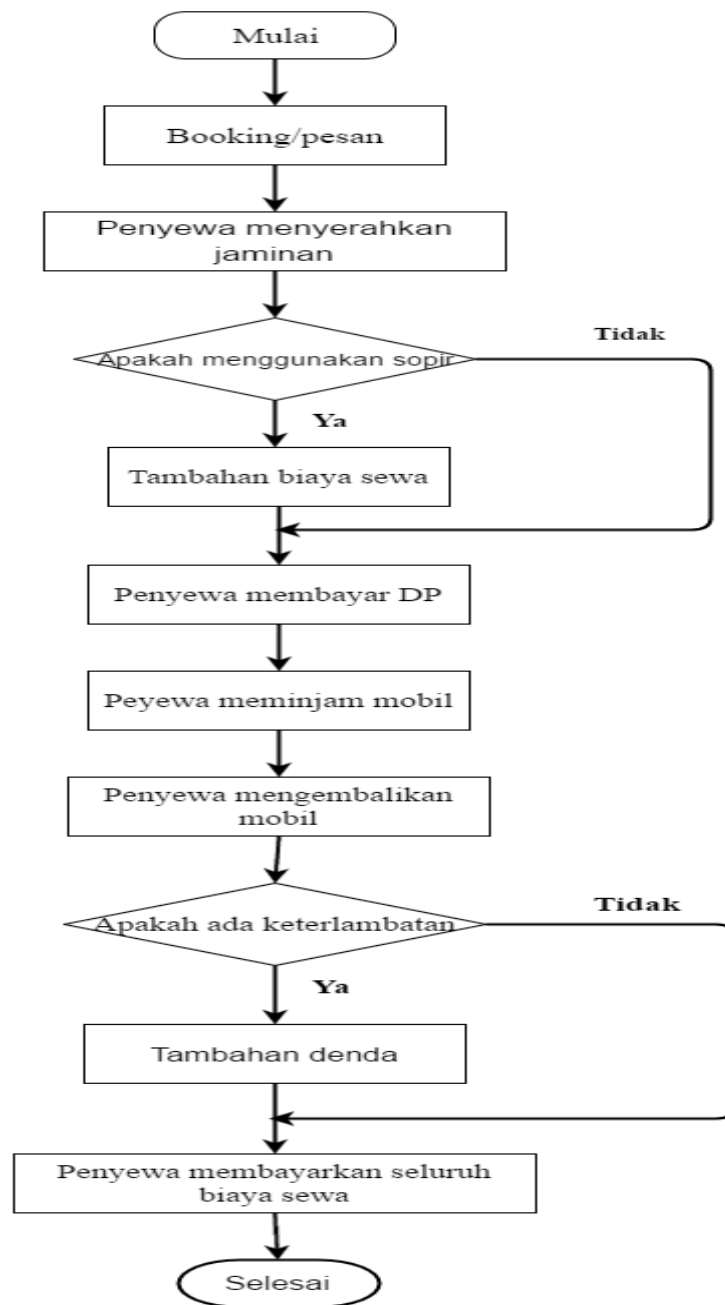 Mulai
Booking/pesan
Penyewa menyerahkan
jaminan
Apakah menggunakan sopir
Tidak
Ya
Tambahan biaya sewa
Penyewa membayar DP
Peyewa meminjam mobil
Penyewa mengembalikan
mobil
Apakah ada keterlambatan
Tidak
Ya
Tambahan denda
Penyewa membayarkan seluruh
biaya sewa
Selesai